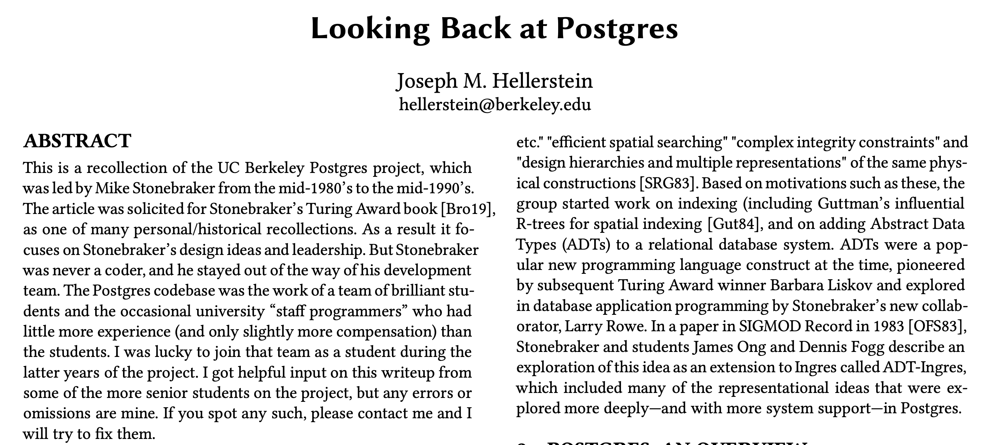 Looking Back at Postgres
Joseph M. Hellerstein
hellerstein@berkeley.edu
ABSTRACT
This is a recollection of the UC Berkeley Postgres project, which
was led by Mike Stonebraker from the mid-1980’s to the mid-1990’s.
The article was solicited for Stonebraker’s Turing Award book [Bro19],
as one of many personal/historical recollections. As a result it fo-
cuses on Stonebraker’s design ideas and leadership. But Stonebraker
was never a coder, and he stayed out of the way of his development
team. The Postgres codebase was the work of a team of brilliant stu-
dents and the occasional university “staff programmers” who had
little more experience (and only slightly more compensation) than
the students. I was lucky to join that team as a student during the
latter years of the project. I got helpful input on this writeup from
some of the more senior students on the project, but any errors or
omissions are mine. If you spot any such, please contact me and I
will try to fix them.
etc." "efficient spatial searching" "complex integrity constraints" and
"design hierarchies and multiple representations" of the same phys-
ical constructions [SRG83]. Based on motivations such as these, the
group started work on indexing (including Guttman’s influential
R-trees for spatial indexing [Gut84], and on adding Abstract Data
Types (ADTs) to a relational database system. ADTs were a pop-
ular new programming language construct at the time, pioneered
by subsequent Turing Award winner Barbara Liskov and explored
in database application programming by Stonebraker’s new collab-
orator, Larry Rowe. In a paper in SIGMOD Record in 1983 [OFS83],
Stonebraker and students James Ong and Dennis Fogg describe an
exploration of this idea as an extension to Ingres called ADT-Ingres,
which included many of the representational ideas that were ex-
plored more deeply—and with more system support—in Postgres.
POSTGRES: AN OVERVIEW